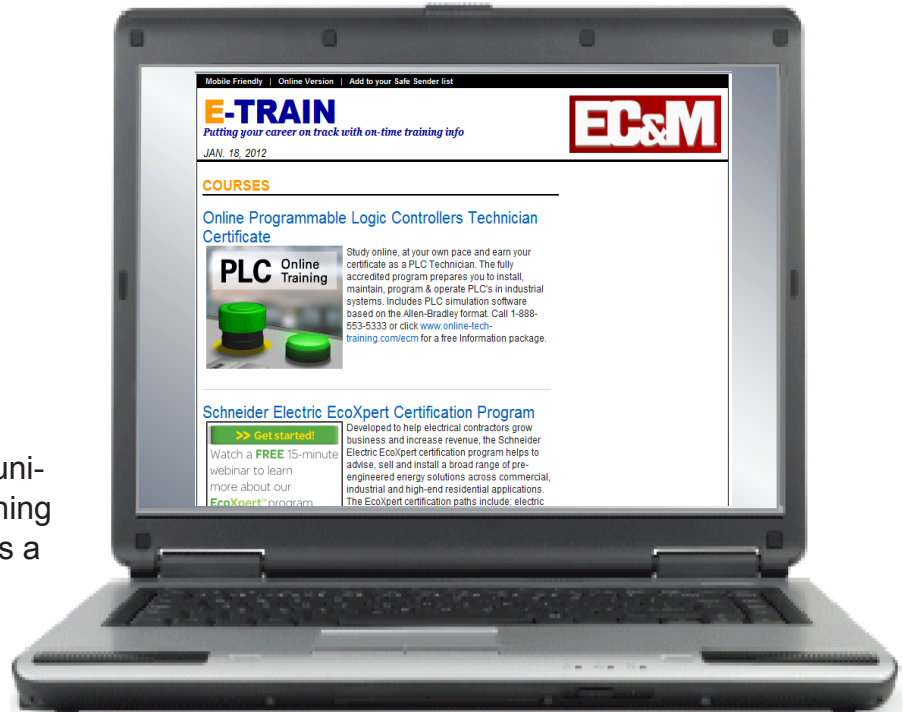 Mobile Friendly | Online Version | Add to your Safe Sender list
E-TRAIN
Putting your career on track with on-time training info
JAN. 18, 2012
EC&M
COURSES
Online Programmable Logic Controllers Technician
Certificate
PLC Online
Training
Study online, at your own pace and earn your
certificate as a PLC Technician. The fully
accredited program prepares you to install,
maintain, program & operate PLC's in industrial
systems. Includes PLC simulation software
based on the Allen-Bradley format. Call 1-888-
553-5333 or click www.online-tech-
training.com/ecm for a free Information package.
Schneider Electric EcoXpert Certification Program
>> Get started!
Watch a FREE 15-minute
webinar to learn
more about our
EcoXpert™ program
Developed to help electrical contractors grow
business and increase revenue, the Schneider
Electric EcoXpert certification program helps to
advise, sell and install a broad range of pre-
engineered energy solutions across commercial,
industrial and high-end residential applications.
The EcoXpert certification paths include: electric
uni-
ning
s a